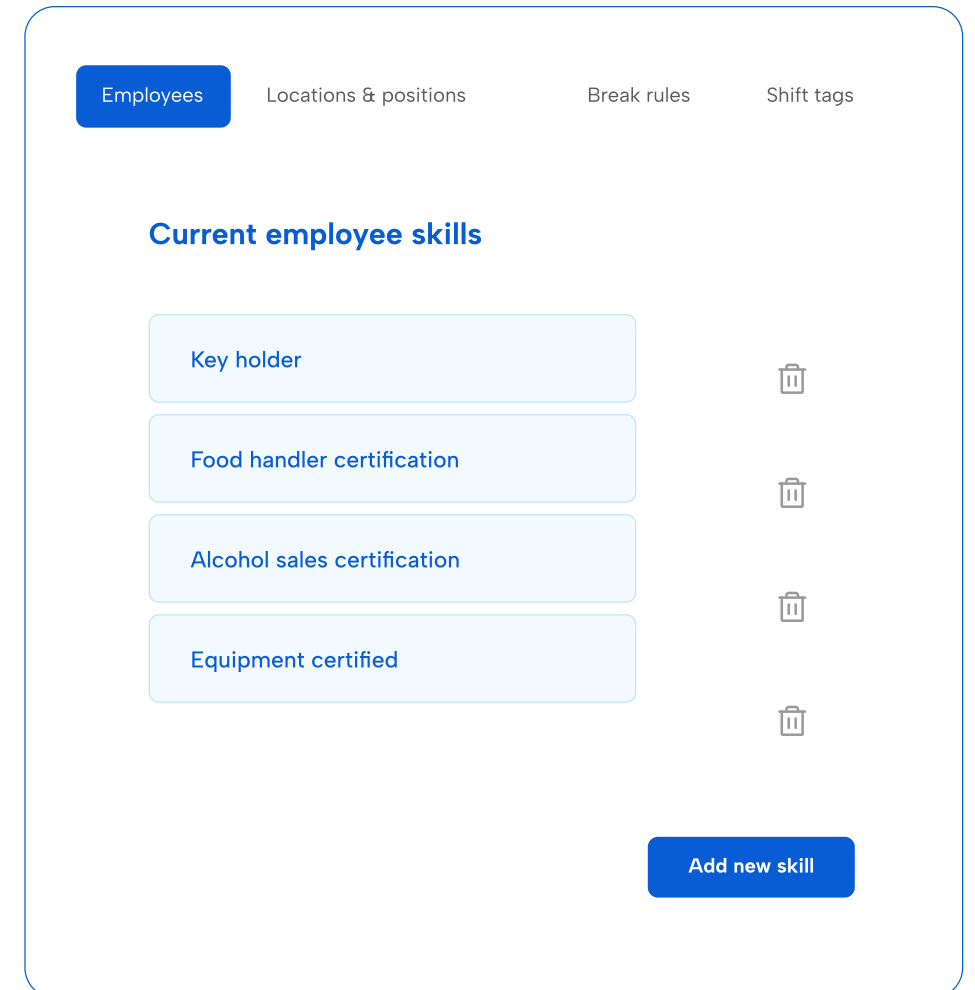 Employees Locations & positions Break rules Shift tags
Current employee skills
Key holder
Food handler certification
Alcohol sales certification
Equipment certified
Add new skill